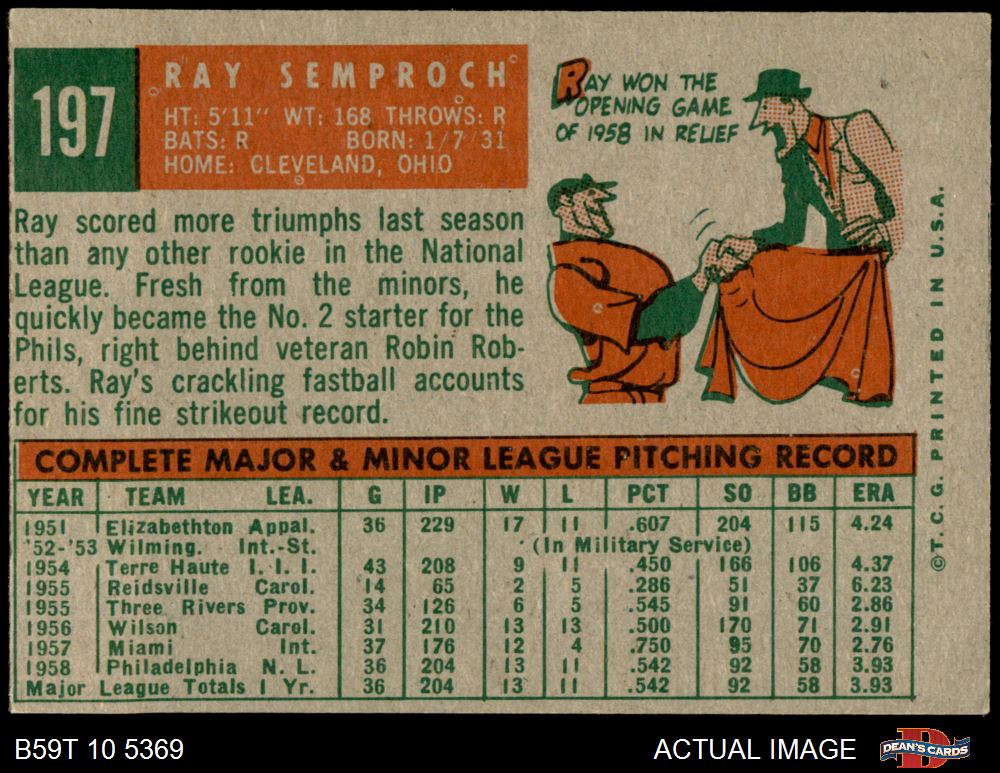 197
RAY SEMPROCH
HT: 5'11" WT: 168 THROWS: R
BATS: R BORN: 1/7/31
HOME: CLEVELAND, OHIO
RAY WON THE
OPENING GAME
OF 1958 IN RELIEF
Ray scored more triumphs last season
than any other rookie in the National
League. Fresh from the minors, he
quickly became the No. 2 starter for the
Phils, right behind veteran Robin Rob-
erts. Ray's crackling fastball accounts
for his fine strikeout record.
COMPLETE MAJOR & MINOR LEAGUE PITCHING RECORD
YEAR TEAM LEA. G IP W L PCT SO BB ERA
1951 Elizabethton Appal. 36 229 17 11 .607 204 115 4.24
'52-'53 Wilming. Int.-St. (In Military Service)
1954 Terre Haute I. I. I. 43 208 9 11 .450 166 106 4.37
1955 Reidsville Carol. 14 65 2 5 .286 51 37 6.23
1955 Three Rivers Prov. 34 126 6 5 .545 91 60 2.86
1956 Wilson Carol. 31 210 13 13 .500 170 71 2.91
1957 Miami Int. 37 176 12 4 .750 95 70 2.76
1958 Philadelphia N. L. 36 204 13 11 .542 92 58 3.93
Major League Totals 1 Yr. 36 204 13 11 .542 92 58 3.93
©T.C.G. PRINTED IN U.S.A.
B59T 10 5369
ACTUAL IMAGE
DEAN'S CARDS